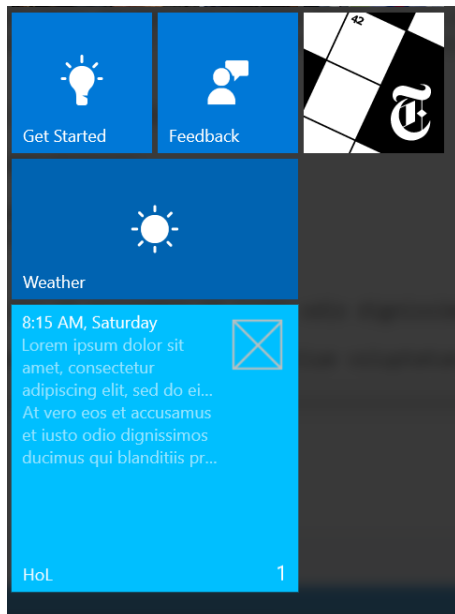 42
T
Get Started
Feedback
Weather
8:15 AM, Saturday
Lorem ipsum dolor sit
amet, consectetur
adipiscing elit, sed do ei...
At vero eos et accusamus
et iusto odio dignissimos
ducimus qui blanditiis pr...
HoL
1